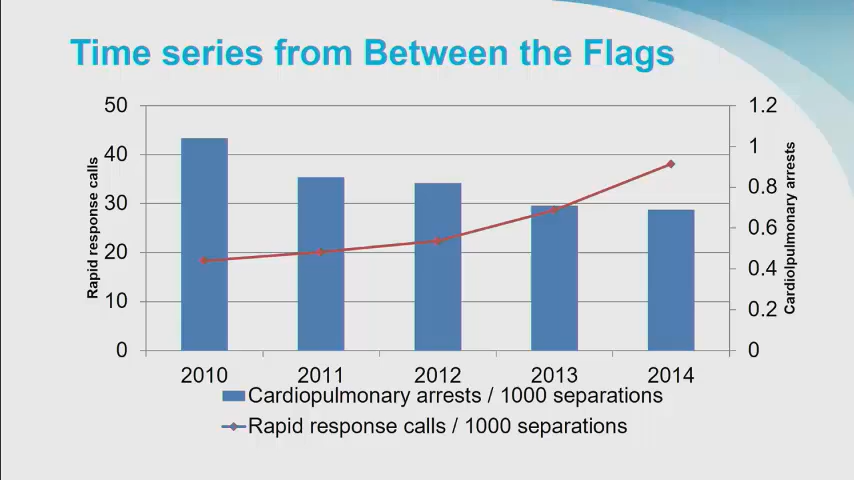 Time series from Between the Flags
50
40
30
20
10
0
Rapid response calls
1.2
1
0.8
0.6
0.4
0.2
0
Cardiolpulmonary arrests
2010 2011 2012 2013 2014
Cardiopulmonary arrests / 1000 separations
Rapid response calls / 1000 separations